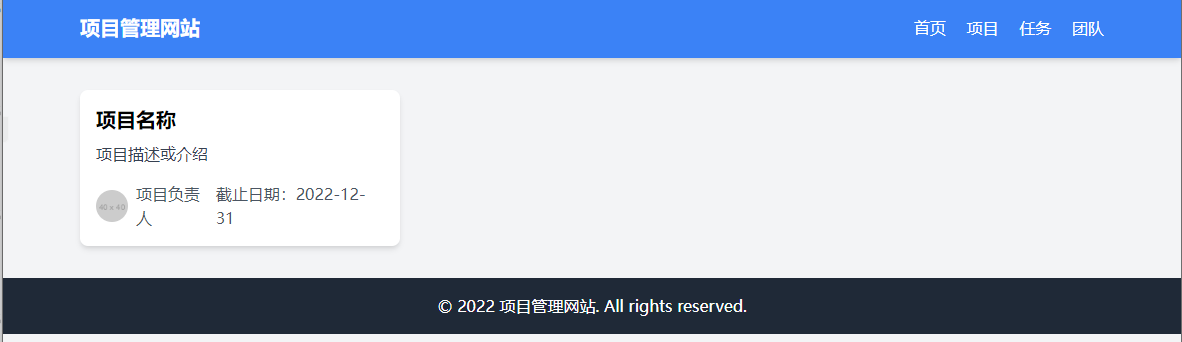 项目管理网站
首页 项目 任务 团队
项目名称
项目描述或介绍
40 x 40
项目负责
人
截止日期：2022-12-
31
© 2022 项目管理网站. All rights reserved.